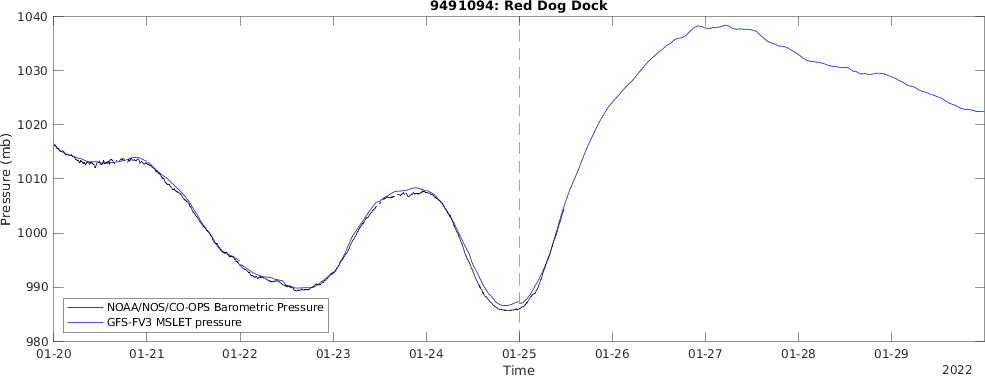 9491094: Red Dog Dock
Pressure (mb)
1040
1030
1020
1010
1000
990
980
NOAA/NOS/CO-OPS Barometric Pressure
GFS-FV3 MSLET pressure
01-20 01-21 01-22 01-23 01-24 01-25 01-26 01-27 01-28 01-29
Time
2022